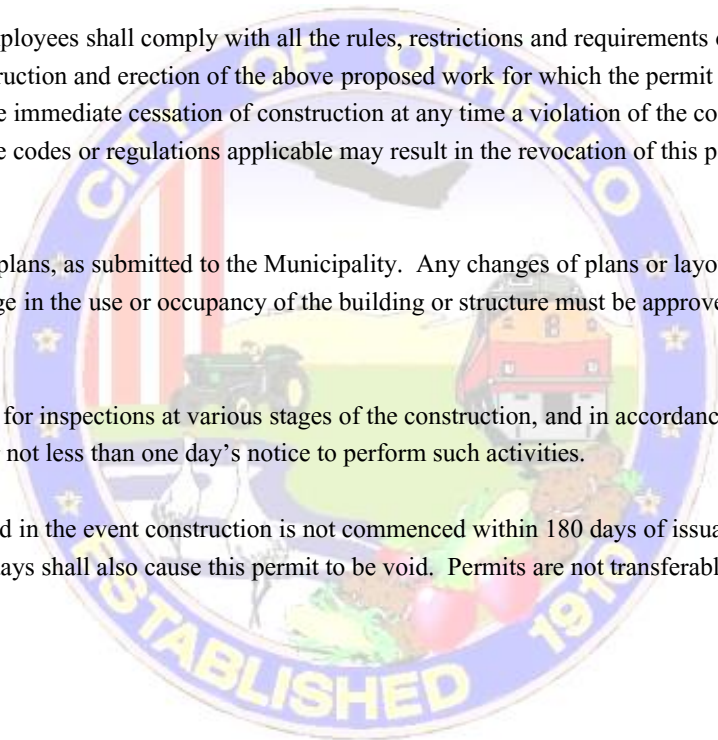 ployees shall comply with all the rules, restrictions and requirements
ruction and erection of the above proposed work for which the permit
e immediate cessation of construction at any time a violation of the co
e codes or regulations applicable may result in the revocation of this p
plans, as submitted to the Municipality.  Any changes of plans or layo
ge in the use or occupancy of the building or structure must be approve
for inspections at various stages of the construction, and in accordanc
not less than one day’s notice to perform such activities.
d in the event construction is not commenced within 180 days of issua
ays shall also cause this permit to be void.  Permits are not transferabl
CITY OF OTHELLO
ESTABLISHED 1910